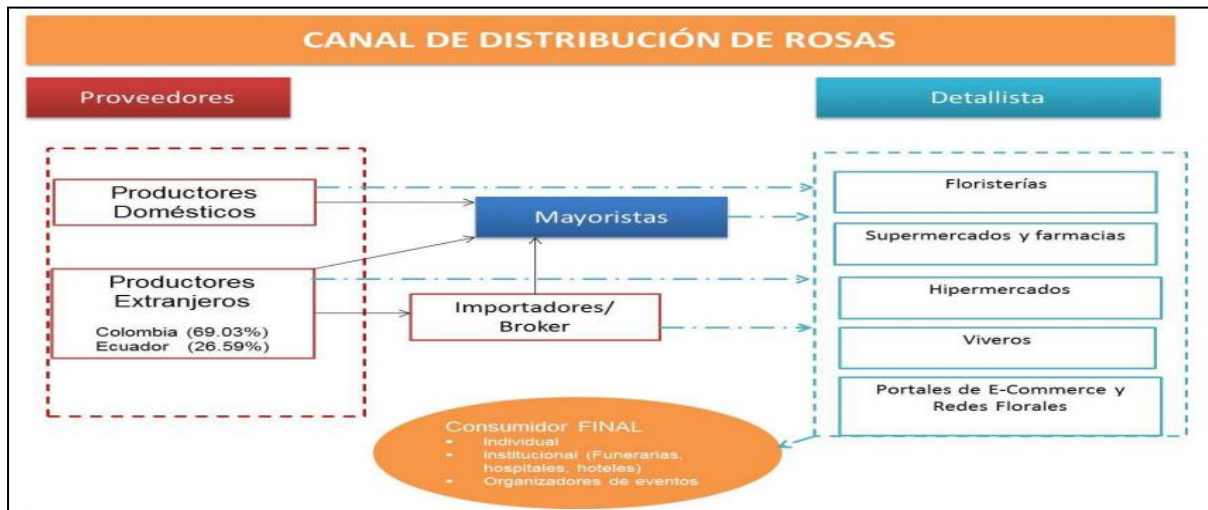 CANAL DE DISTRIBUCIÓN DE ROSAS
Proveedores
Detallista
Productores
Domésticos
Mayoristas
Productores
Extranjeros
Colombia (69.03%)
Ecuador (26.59%)
Importadores/
Broker
Floristerías
Supermercados y farmacias
Hipermercados
Viveros
Portales de E-Commerce y
Redes Florales
Consumidor FINAL
• Individual
• Institucional (Funerarias,
hospitales, hoteles)
• Organizadores de eventos